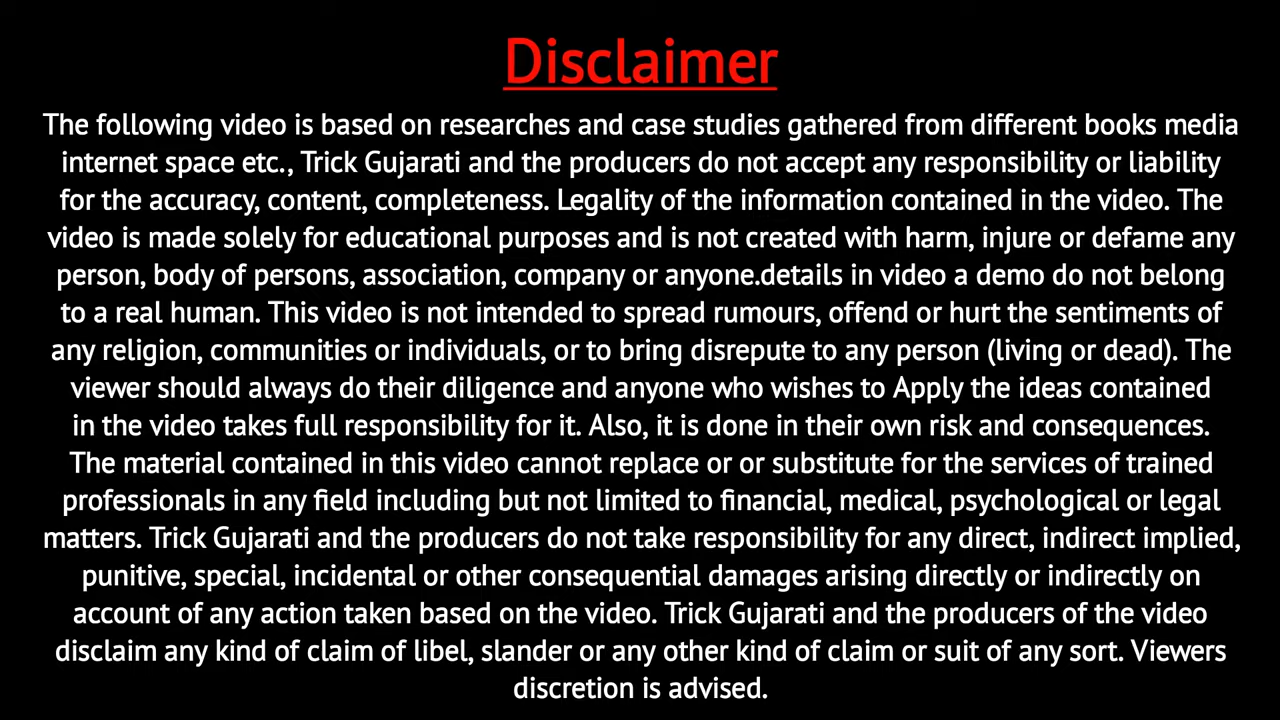 Disclaimer
The following video is based on researches and case studies gathered from different books media
internet space etc., Trick Gujarati and the producers do not accept any responsibility or liability
for the accuracy, content, completeness. Legality of the information contained in the video. The
video is made solely for educational purposes and is not created with harm, injure or defame any
person, body of persons, association, company or anyone.details in video a demo do not belong
to a real human. This video is not intended to spread rumours, offend or hurt the sentiments of
any religion, communities or individuals, or to bring disrepute to any person (living or dead). The
viewer should always do their diligence and anyone who wishes to Apply the ideas contained
in the video takes full responsibility for it. Also, it is done in their own risk and consequences.
The material contained in this video cannot replace or or substitute for the services of trained
professionals in any field including but not limited to financial, medical, psychological or legal
matters. Trick Gujarati and the producers do not take responsibility for any direct, indirect implied,
punitive, special, incidental or other consequential damages arising directly or indirectly on
account of any action taken based on the video. Trick Gujarati and the producers of the video
disclaim any kind of claim of libel, slander or any other kind of claim or suit of any sort. Viewers
discretion is advised.